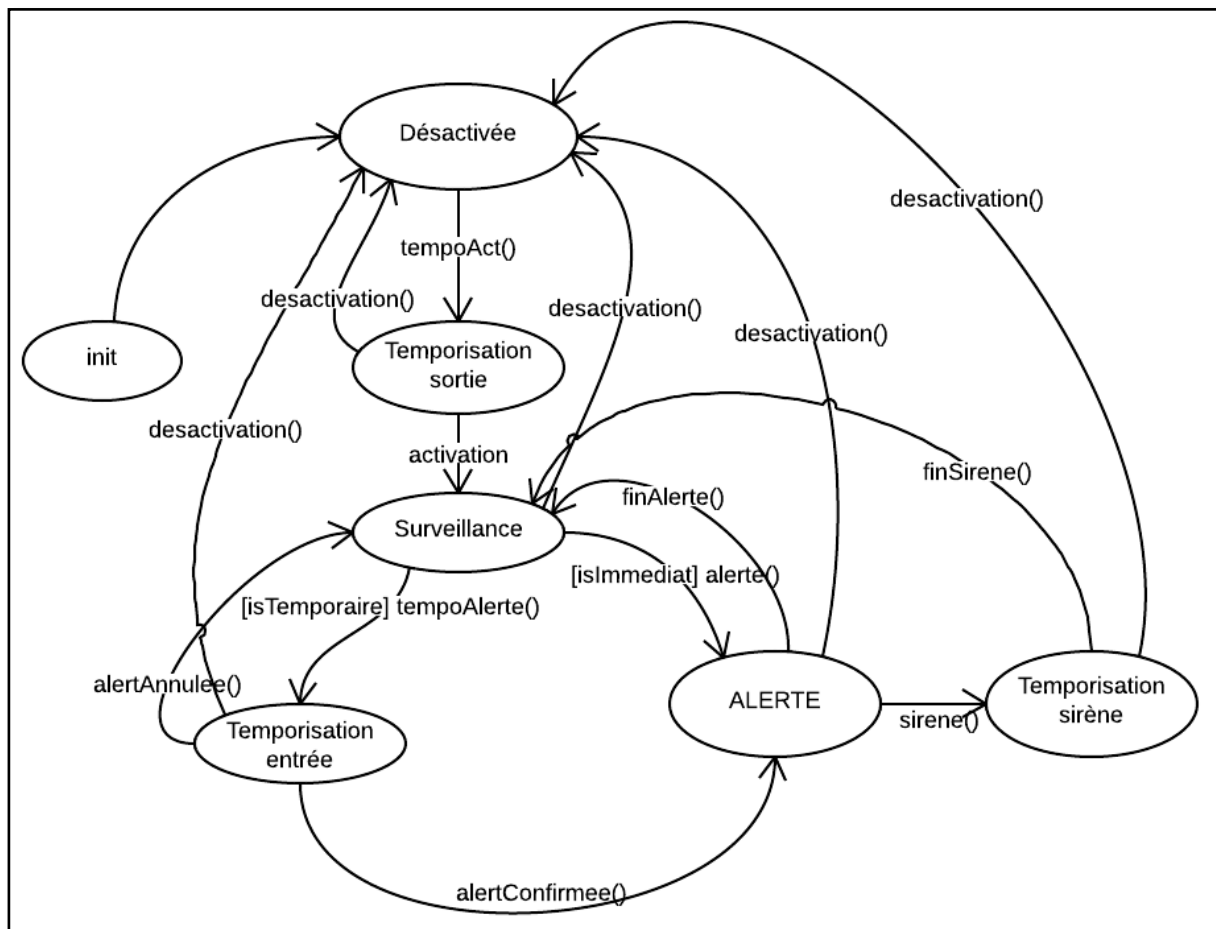 Désactivée
desactivation()
tempoAct()
desactivation()
desactivation()
desactivation()
init
Temporisation
sortie
desactivation()
activation
finSirene()
finAlerte()
Surveillance
[isImmediat] alerte()
[isTemporaire] tempoAlerte()
alertAnnulee()
ALERTE
Temporisation
sirène
sirene()
Temporisation
entrée
alertConfirmee()